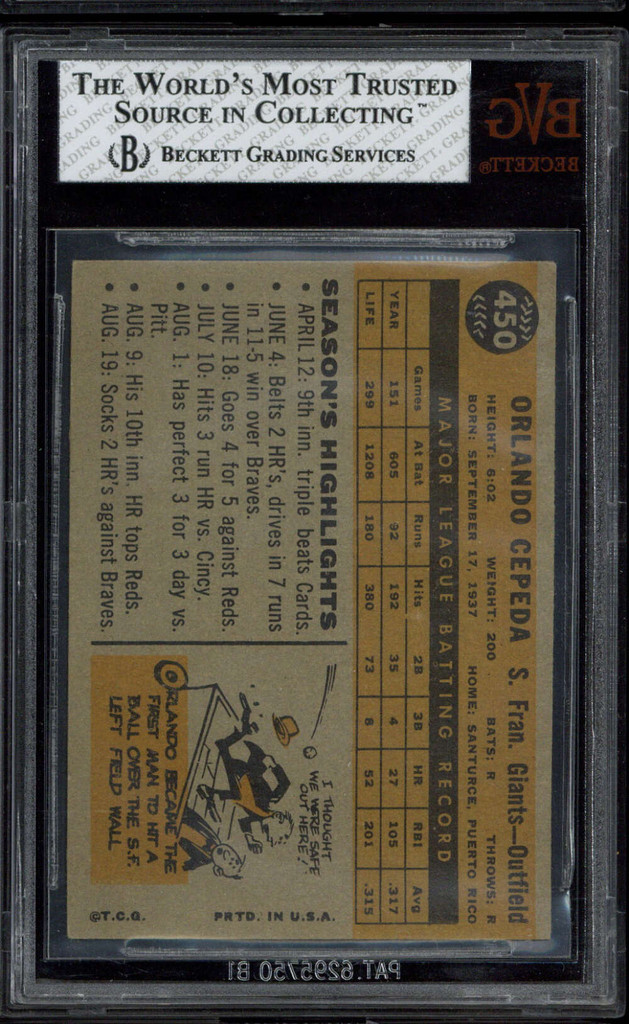 THE WORLD'S MOST TRUSTED
SOURCE IN COLLECTING™
(B) BECKETT GRADING SERVICES
BVG
BECKETT®
450
ORLANDO CEPEDA S. Fran. Giants—Outfield
HEIGHT: 6:02 WEIGHT: 200 BATS: R THROWS: R
BORN: SEPTEMBER 17, 1937 HOME: SANTURCE, PUERTO RICO
MAJOR LEAGUE BATTING RECORD
Games At Bat Runs Hits 2B 3B HR RBI Avg
YEAR 151 605 92 192 35 4 27 105 .317
LIFE 299 1208 180 380 73 8 52 201 .315
SEASON'S HIGHLIGHTS
• APRIL 12: 9th inn. triple beats Cards.
• JUNE 4: Belts 2 HR's, drives in 7 runs
in 11-5 win over Braves.
• JUNE 18: Goes 4 for 5 against Reds.
• JULY 10: Hits 3 run HR vs. Cincy.
• AUG. 1: Has perfect 3 for 3 day vs.
Pitt.
• AUG. 9: His 10th inn. HR tops Reds.
• AUG. 19: Socks 2 HR's against Braves.
I THOUGHT
WE WERE SAFE
OUT HERE!
ORLANDO BECAME THE
FIRST MAN TO HIT A
BALL OVER THE S.F.
LEFT FIELD WALL
©T.C.G. PRTD. IN U.S.A.
PAT. 6295750 B1